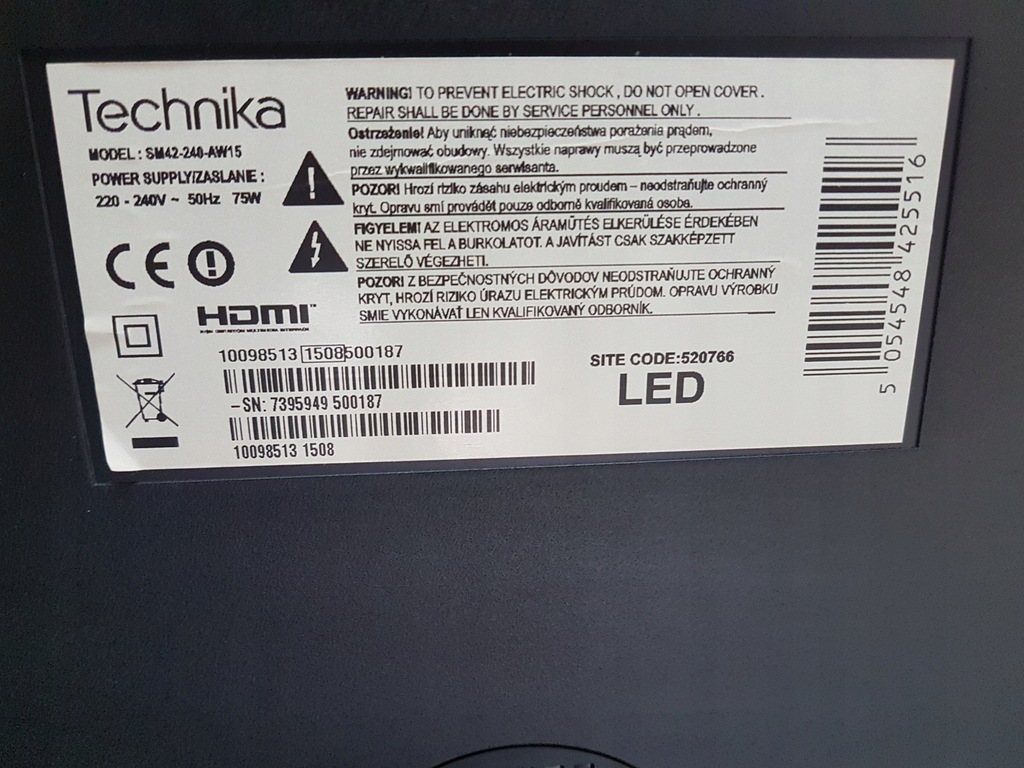 Technika
MODEL : SM42-240-AW15
POWER SUPPLY/ZASLANIE :
220 - 240V ~ 50Hz 75W
WARNING! TO PREVENT ELECTRIC SHOCK , DO NOT OPEN COVER .
REPAIR SHALL BE DONE BY SERVICE PERSONNEL ONLY .
Ostrzeżenie! Aby uniknąć niebezpieczeństwa porażenia prądem,
nie zdejmować obudowy. Wszystkie naprawy muszą być przeprowadzone
przez wykwalifikowanego serwisanta.
POZOR! Hrozí riziko zásahu elektrickým proudem – neodstraňujte ochranný
kryt. Opravu smí provádět pouze odborně kvalifikovaná osoba.
FIGYELEM! AZ ELEKTROMOS ÁRAMÜTÉS ELKERÜLÉSE ÉRDEKÉBEN
NE NYISSA FEL A BURKOLATOT. A JAVÍTÁST CSAK SZAKKÉPZETT
SZERELŐ VÉGEZHETI.
POZOR! Z BEZPEČNOSTNÝCH DÔVODOV NEODSTRAŇUJTE OCHRANNÝ
KRYT, HROZÍ RIZIKO ÚRAZU ELEKTRICKÝM PRÚDOM. OPRAVU VÝROBKU
SMIE VYKONÁVAŤ LEN KVALIFIKOVANÝ ODBORNÍK.
CE
HDMI™
HIGH DEFINITION MULTIMEDIA INTERFACE
10098513 1508500187
-SN: 7395949 500187
10098513 1508
SITE CODE:520766
LED
5 054548 425516